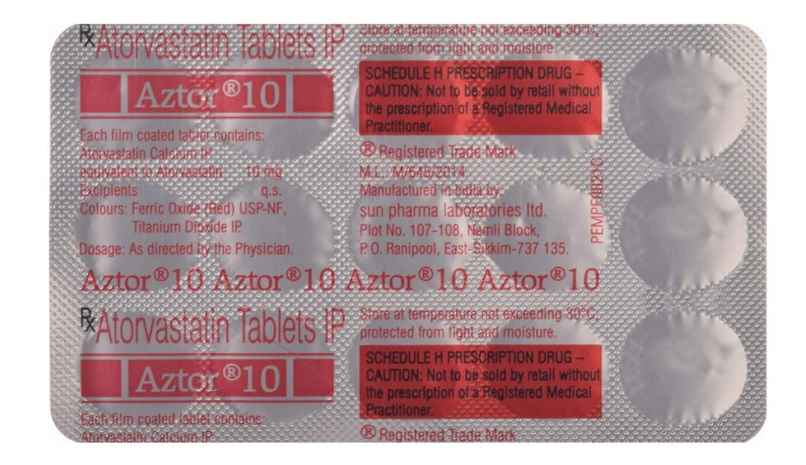 Rx Atorvastatin Tablets IP
Aztor®10
Each film coated tablet contains:
Atorvastatin Calcium IP
equivalent to Atorvastatin 10 mg
Excipients q.s.
Colours: Ferric Oxide (Red) USP-NF,
Titanium Dioxide IP
Dosage: As directed by the Physician.
Store at temperature not exceeding 30°C,
protected from light and moisture.
SCHEDULE H PRESCRIPTION DRUG –
CAUTION: Not to be sold by retail without
the prescription of a Registered Medical
Practitioner.
® Registered Trade Mark
M.L.: M/648/2014
Manufactured in India by:
sun pharma laboratories ltd.
Plot No. 107-108, Namli Block,
P.O. Ranipool, East-Sikkim-737 135.
Aztor®10 Aztor®10 Aztor®10 Aztor®10
Rx Atorvastatin Tablets IP
Aztor®10
Each film coated tablet contains:
Atorvastatin Calcium IP
Store at temperature not exceeding 30°C,
protected from light and moisture.
SCHEDULE H PRESCRIPTION DRUG –
CAUTION: Not to be sold by retail without
the prescription of a Registered Medical
Practitioner.
® Registered Trade Mark